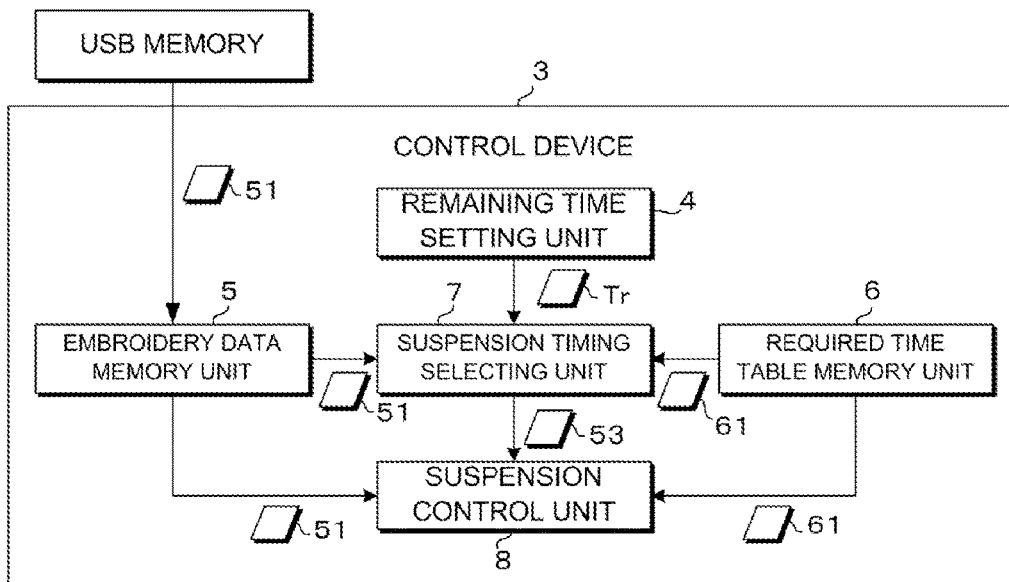 USB MEMORY
3
CONTROL DEVICE
51
REMAINING TIME
SETTING UNIT
4
Tr
5
7
6
EMBROIDERY DATA
MEMORY UNIT
SUSPENSION TIMING
SELECTING UNIT
REQUIRED TIME
TABLE MEMORY UNIT
51
61
53
SUSPENSION
CONTROL UNIT
51
61
8